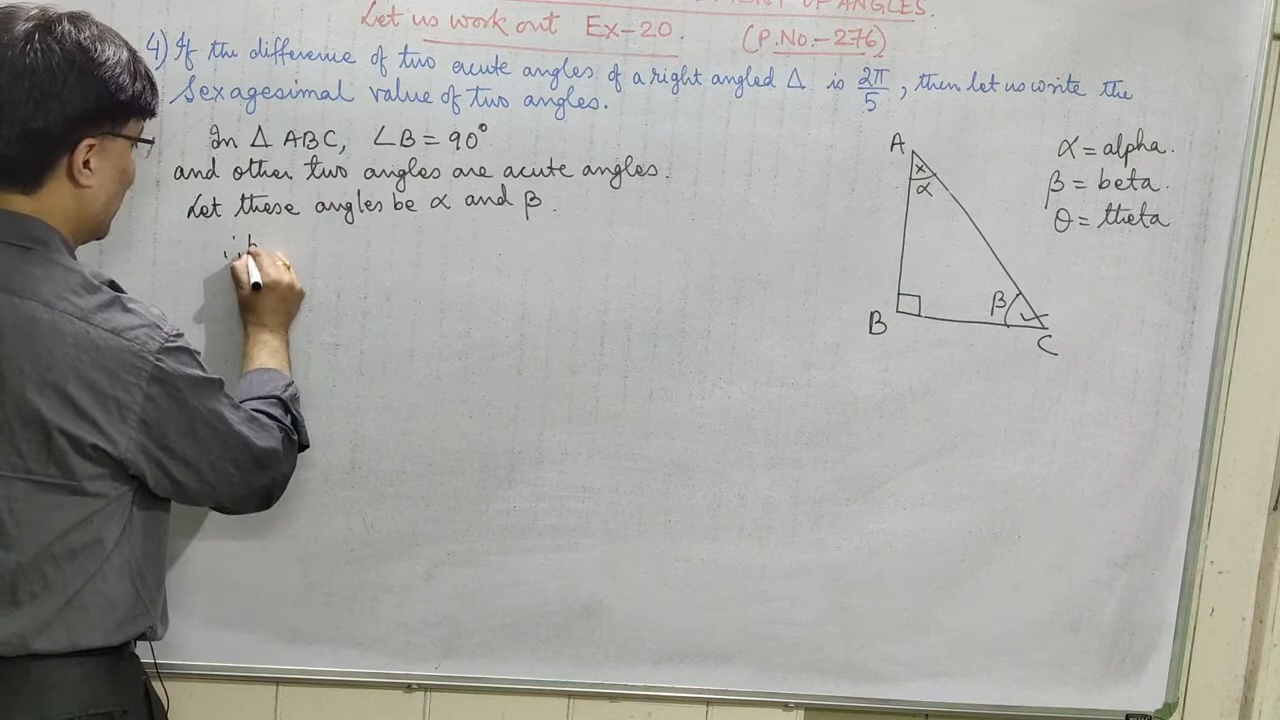 OF ANGLES.
Let us work out Ex-20. (P.No.-276)
4) If the difference of two acute angles of a right angled Δ is 2π/5, then let us write the
Sexagesimal value of two angles.
In Δ ABC, ∠B = 90°
and other two angles are acute angles.
Let these angles be α and β.
A
x
α
B
β
C
α = alpha.
β = beta.
θ = theta